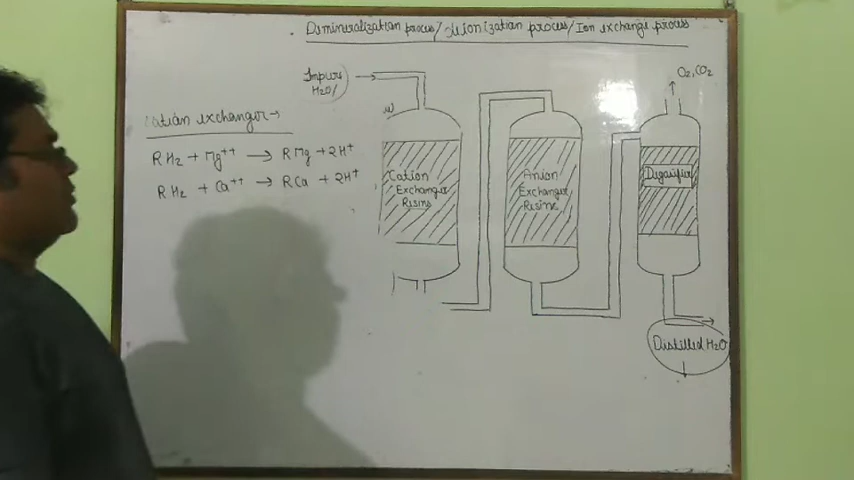 Demineralization process/Deionization process/Ion exchange process
Impure
H₂O/
O₂,CO₂
Cation exchanger→
RH₂ + Mg⁺⁺ → RMg + 2H⁺
RH₂ + Ca⁺⁺ → RCa + 2H⁺
Cation
Exchanger
Resins
Anion
Exchanger
Resins
Degasifier
Distilled H₂O